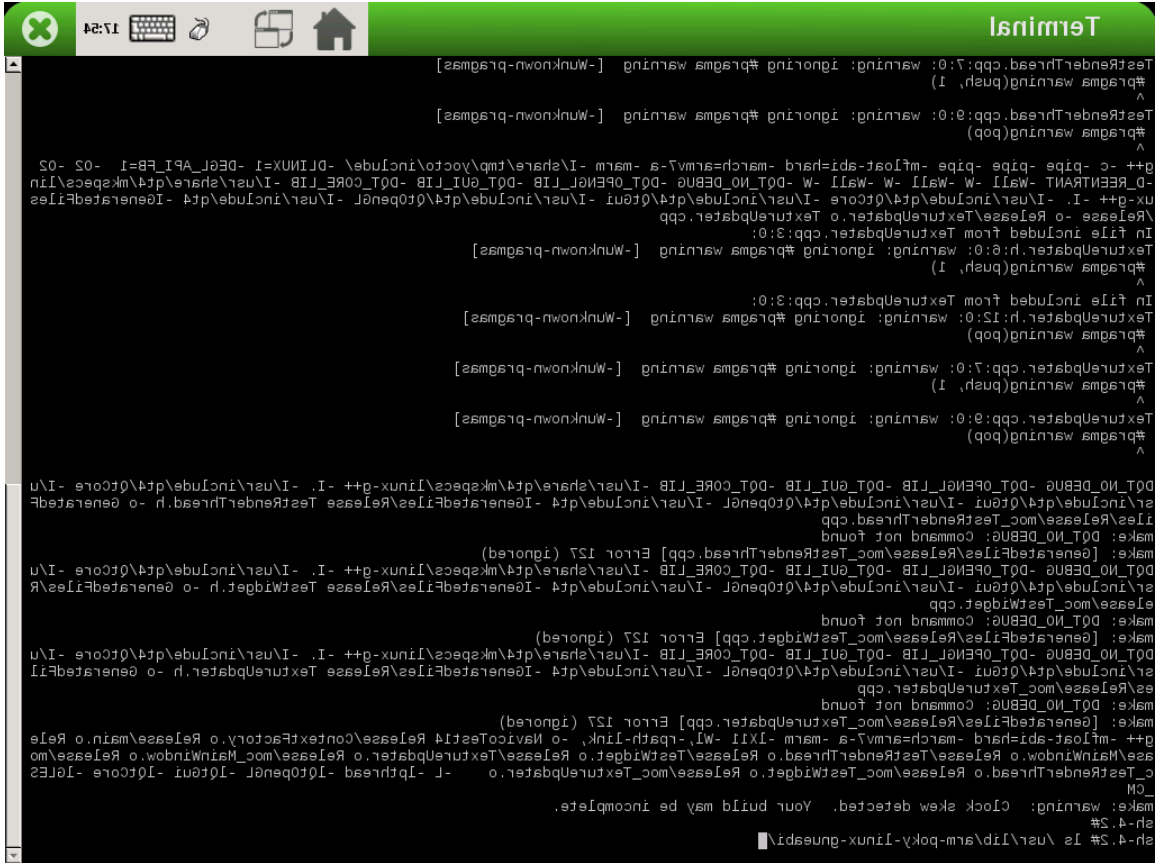 Terminal
17:54
TestRenderThread.cpp:7:0: warning: ignoring #pragma warning  [-Wunknown-pragmas]
#pragma warning(push, 1)
^
TestRenderThread.cpp:9:0: warning: ignoring #pragma warning  [-Wunknown-pragmas]
#pragma warning(pop)
^
g++ -c -pipe -pipe -pipe -mfloat-abi=hard -march=armv7-a -marm -I/share/tmp/yocto/include/ -DLINUX=1 -DEGL_API_FB=1  -O2 -O2
-D_REENTRANT -Wall -W -Wall -W -Wall -W -DQT_NO_DEBUG -DQT_OPENGL_LIB -DQT_GUI_LIB -DQT_CORE_LIB -I/usr/share/qt4/mkspecs/lin
ux-g++ -I. -I/usr/include/qt4/QtCore -I/usr/include/qt4/QtGui -I/usr/include/qt4/QtOpenGL -I/usr/include/qt4 -IGeneratedFiles
/Release -o Release/TextureUpdater.o TextureUpdater.cpp
In file included from TextureUpdater.cpp:3:0:
TextureUpdater.h:6:0: warning: ignoring #pragma warning  [-Wunknown-pragmas]
#pragma warning(push, 1)
^
In file included from TextureUpdater.cpp:3:0:
TextureUpdater.h:12:0: warning: ignoring #pragma warning  [-Wunknown-pragmas]
#pragma warning(pop)
^
TextureUpdater.cpp:7:0: warning: ignoring #pragma warning  [-Wunknown-pragmas]
#pragma warning(push, 1)
^
TextureUpdater.cpp:9:0: warning: ignoring #pragma warning  [-Wunknown-pragmas]
#pragma warning(pop)
^
DQT_NO_DEBUG -DQT_OPENGL_LIB -DQT_GUI_LIB -DQT_CORE_LIB -I/usr/share/qt4/mkspecs/linux-g++ -I. -I/usr/include/qt4/QtCore -I/u
sr/include/qt4/QtGui -I/usr/include/qt4/QtOpenGL -I/usr/include/qt4 -IGeneratedFiles/Release TestRenderThread.h -o GeneratedF
iles/Release/moc_TestRenderThread.cpp
make: DQT_NO_DEBUG: Command not found
make: [GeneratedFiles/Release/moc_TestRenderThread.cpp] Error 127 (ignored)
DQT_NO_DEBUG -DQT_OPENGL_LIB -DQT_GUI_LIB -DQT_CORE_LIB -I/usr/share/qt4/mkspecs/linux-g++ -I. -I/usr/include/qt4/QtCore -I/u
sr/include/qt4/QtGui -I/usr/include/qt4/QtOpenGL -I/usr/include/qt4 -IGeneratedFiles/Release TestWidget.h -o GeneratedFiles/R
elease/moc_TestWidget.cpp
make: DQT_NO_DEBUG: Command not found
make: [GeneratedFiles/Release/moc_TestWidget.cpp] Error 127 (ignored)
DQT_NO_DEBUG -DQT_OPENGL_LIB -DQT_GUI_LIB -DQT_CORE_LIB -I/usr/share/qt4/mkspecs/linux-g++ -I. -I/usr/include/qt4/QtCore -I/u
sr/include/qt4/QtGui -I/usr/include/qt4/QtOpenGL -I/usr/include/qt4 -IGeneratedFiles/Release TextureUpdater.h -o GeneratedFil
es/Release/moc_TextureUpdater.cpp
make: DQT_NO_DEBUG: Command not found
make: [GeneratedFiles/Release/moc_TextureUpdater.cpp] Error 127 (ignored)
g++ -mfloat-abi=hard -march=armv7-a -marm -lX11 -Wl,-rpath-link, -o NavicoTest14 Release/ContextFactory.o Release/main.o Rele
ase/MainWindow.o Release/TestRenderThread.o Release/TestWidget.o Release/TextureUpdater.o Release/moc_MainWindow.o Release/mo
c_TestRenderThread.o Release/moc_TestWidget.o Release/moc_TextureUpdater.o    -L -lpthread -lQtOpenGL -lQtGui -lQtCore -lGLES
_CM
make: warning:  Clock skew detected.  Your build may be incomplete.
sh-4.2#
sh-4.2# ls /usr/lib/arm-poky-linux-gnueabi/